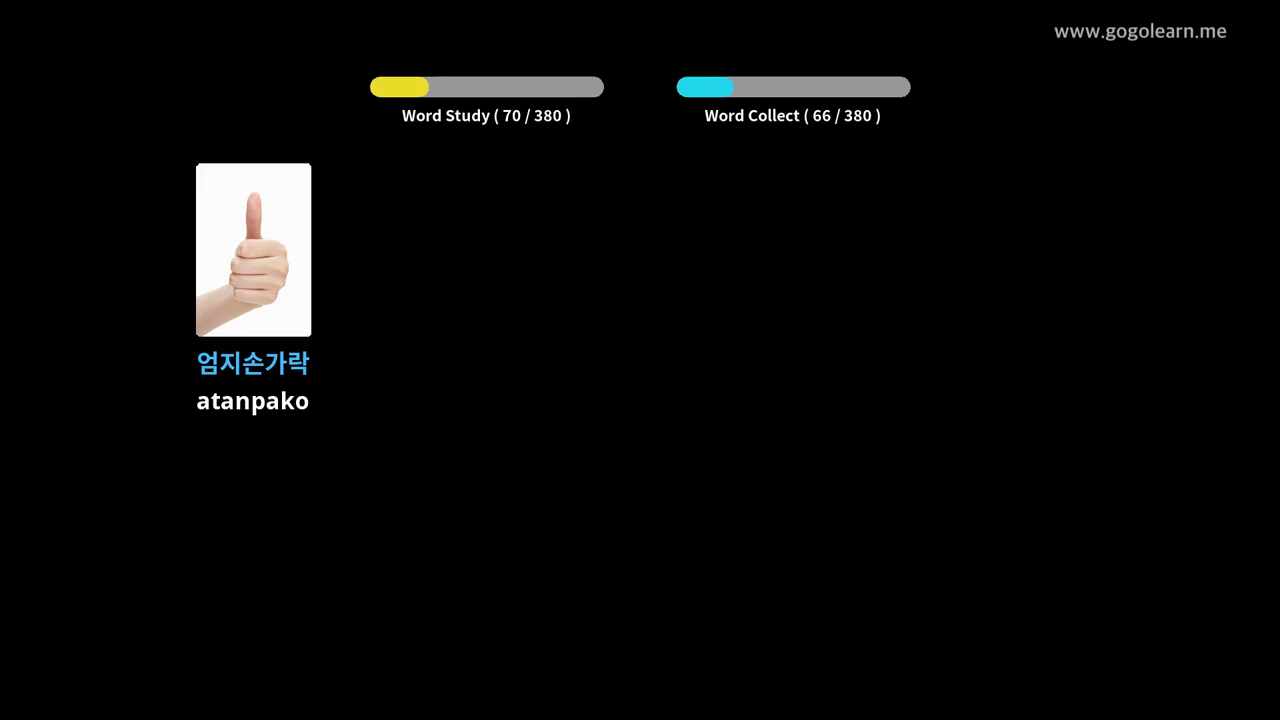 www.gogolearn.me
Word Study ( 70 / 380 )
Word Collect ( 66 / 380 )
엄지손가락
atanpako